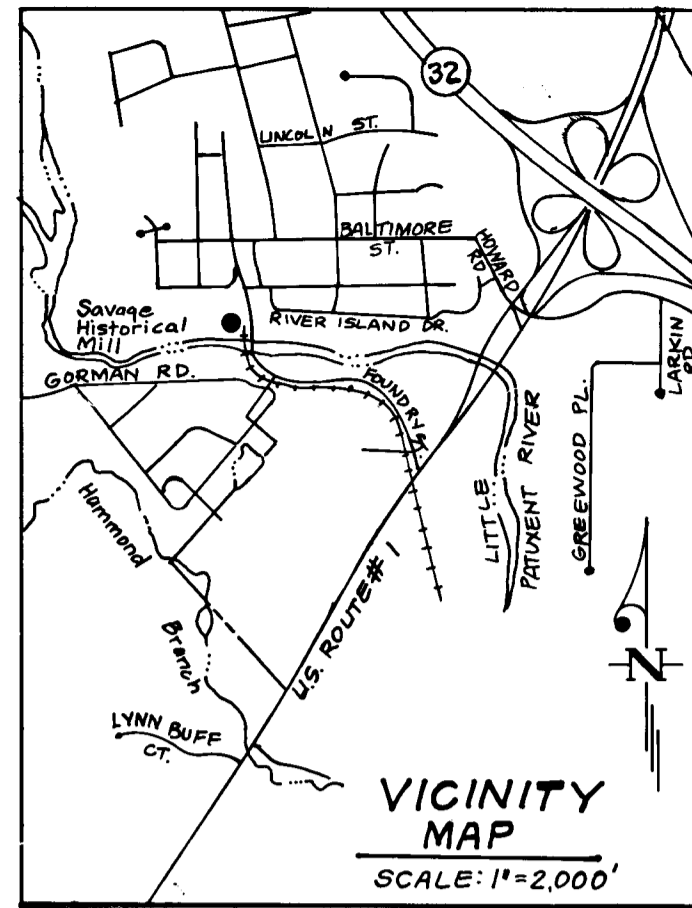 32
LINCOLN ST.
BALTIMORE
ST.
HOWARD
RD
Savage
Historical
Mill
RIVER ISLAND DR.
GORMAN RD.
FOUNDRY ST.
LARKIN
RD.
GREEWOOD PL.
LITTLE
PATUXENT RIVER
Hammond
Branch
U.S. ROUTE # 1
N
LYNN BUFF
CT.
VICINITY
MAP
SCALE: 1"=2,000'